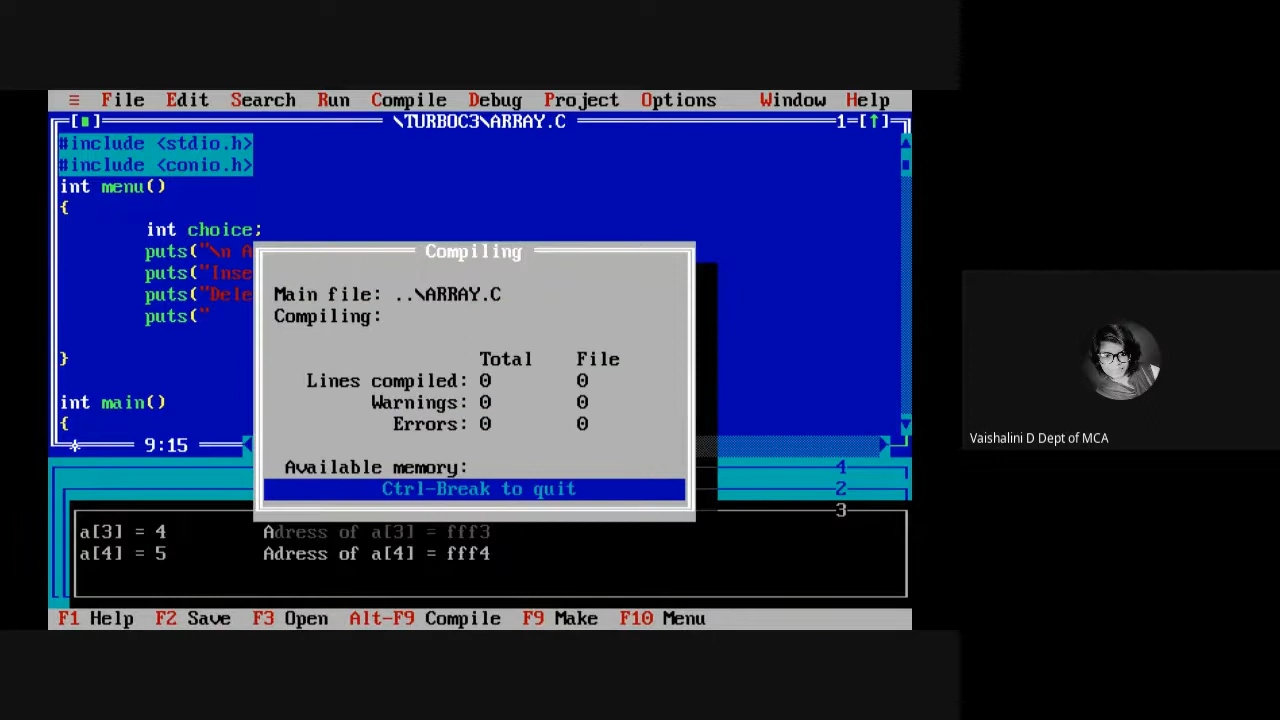 ≡ File Edit Search Run Compile Debug Project Options Window Help
[■] \TURBOC3\ARRAY.C 1=[↑]
#include <stdio.h>
#include <conio.h>
int menu()
{
int choice;
puts("\n A
puts("Inse
puts("Dele
puts("
}
int main()
{
9:15
Compiling
Main file: ..\ARRAY.C
Compiling:
Total File
Lines compiled: 0 0
Warnings: 0 0
Errors: 0 0
Available memory:
Ctrl-Break to quit
4
2
3
a[3] = 4 Adress of a[3] = fff3
a[4] = 5 Adress of a[4] = fff4
F1 Help F2 Save F3 Open Alt-F9 Compile F9 Make F10 Menu
Vaishalini D Dept of MCA